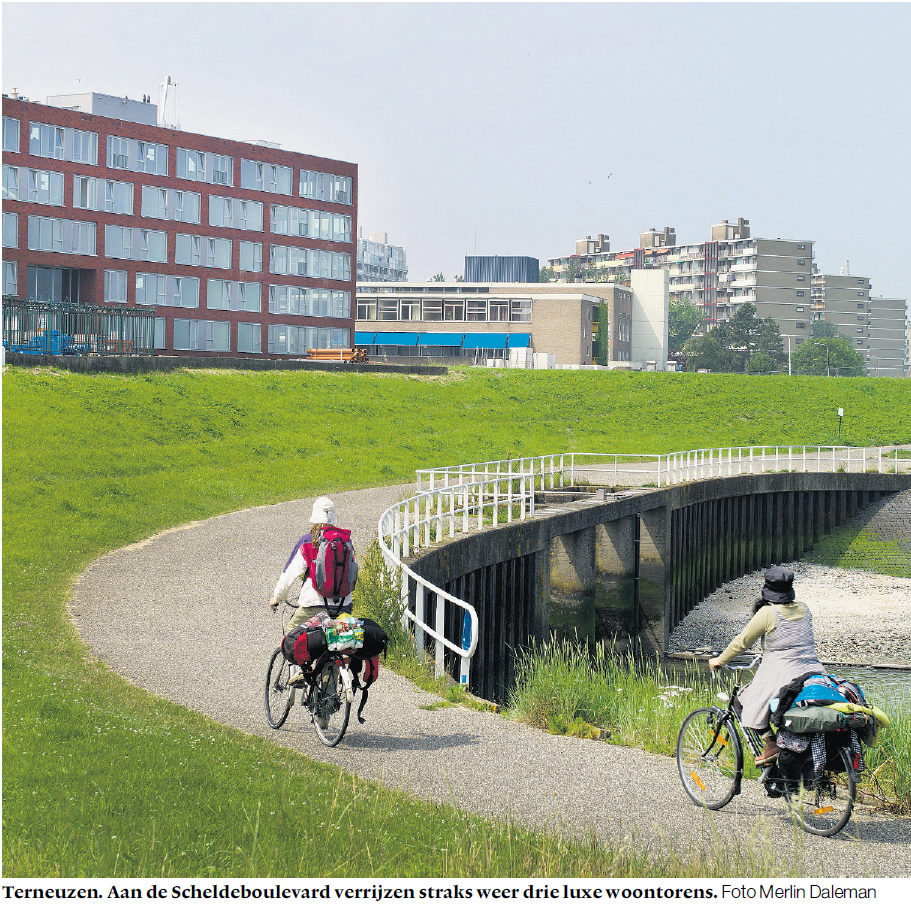 Terneuzen. Aan de Scheldeboulevard verrijzen straks weer drie luxe woontorens. Foto Merlin Daleman